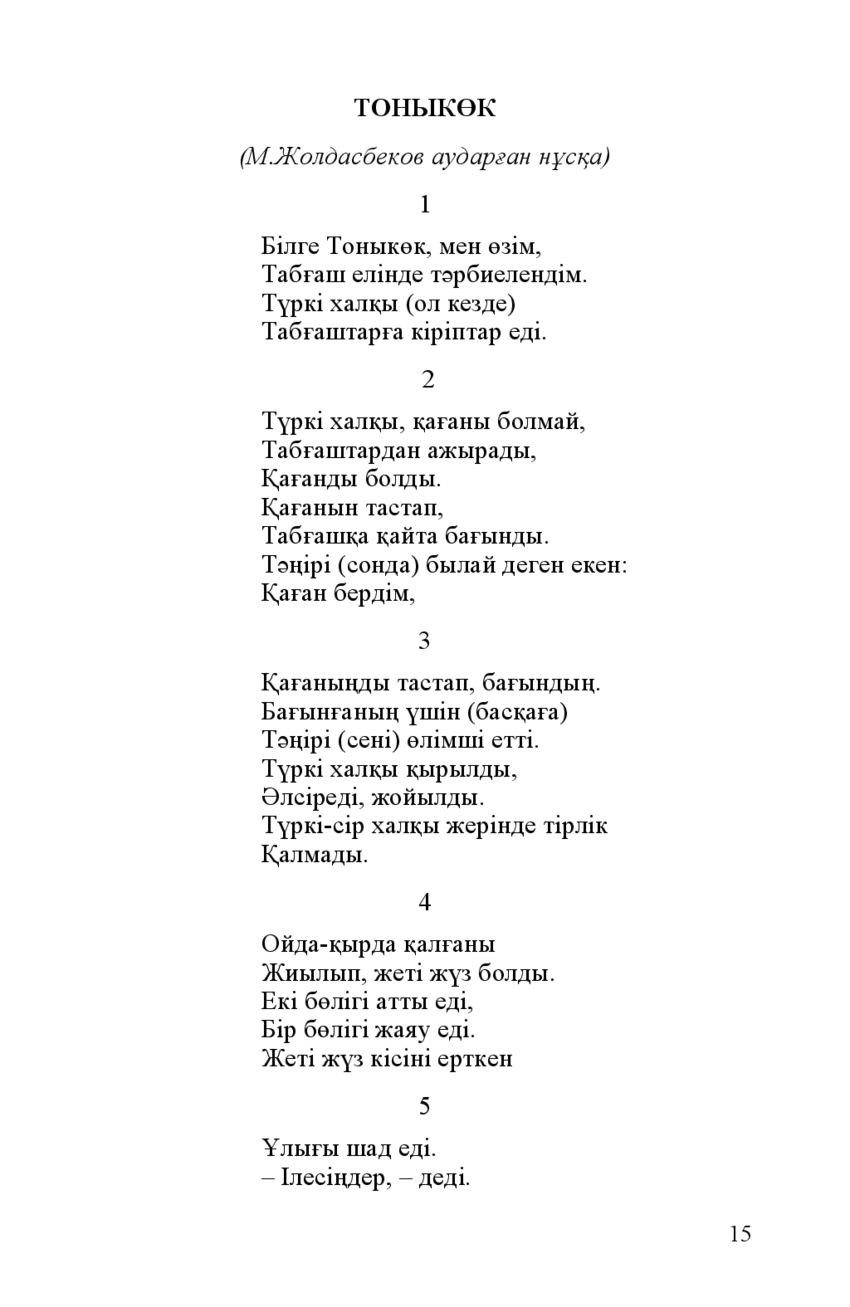 ТОНЫКӨК
(М.Жолдасбеков аударған нұсқа)
1
Білге Тоныкөк, мен өзім,
Табғаш елінде тәрбиелендім.
Түркі халқы (ол кезде)
Табғаштарға кіріптар еді.
2
Түркі халқы, қағаны болмай,
Табғаштардан ажырады,
Қағанды болды.
Қағанын тастап,
Табғашқа қайта бағынды.
Тәңірі (сонда) былай деген екен:
Қаған бердім,
3
Қағаныңды тастап, бағындың.
Бағынғаның үшін (басқаға)
Тәңірі (сені) өлімші етті.
Түркі халқы қырылды,
Әлсіреді, жойылды.
Түркі-сір халқы жерінде тірлік
Қалмады.
4
Ойда-қырда қалғаны
Жиылып, жеті жүз болды.
Екі бөлігі атты еді,
Бір бөлігі жаяу еді.
Жеті жүз кісіні ерткен
5
Ұлығы шад еді.
– Ілесіңдер, – деді.
15